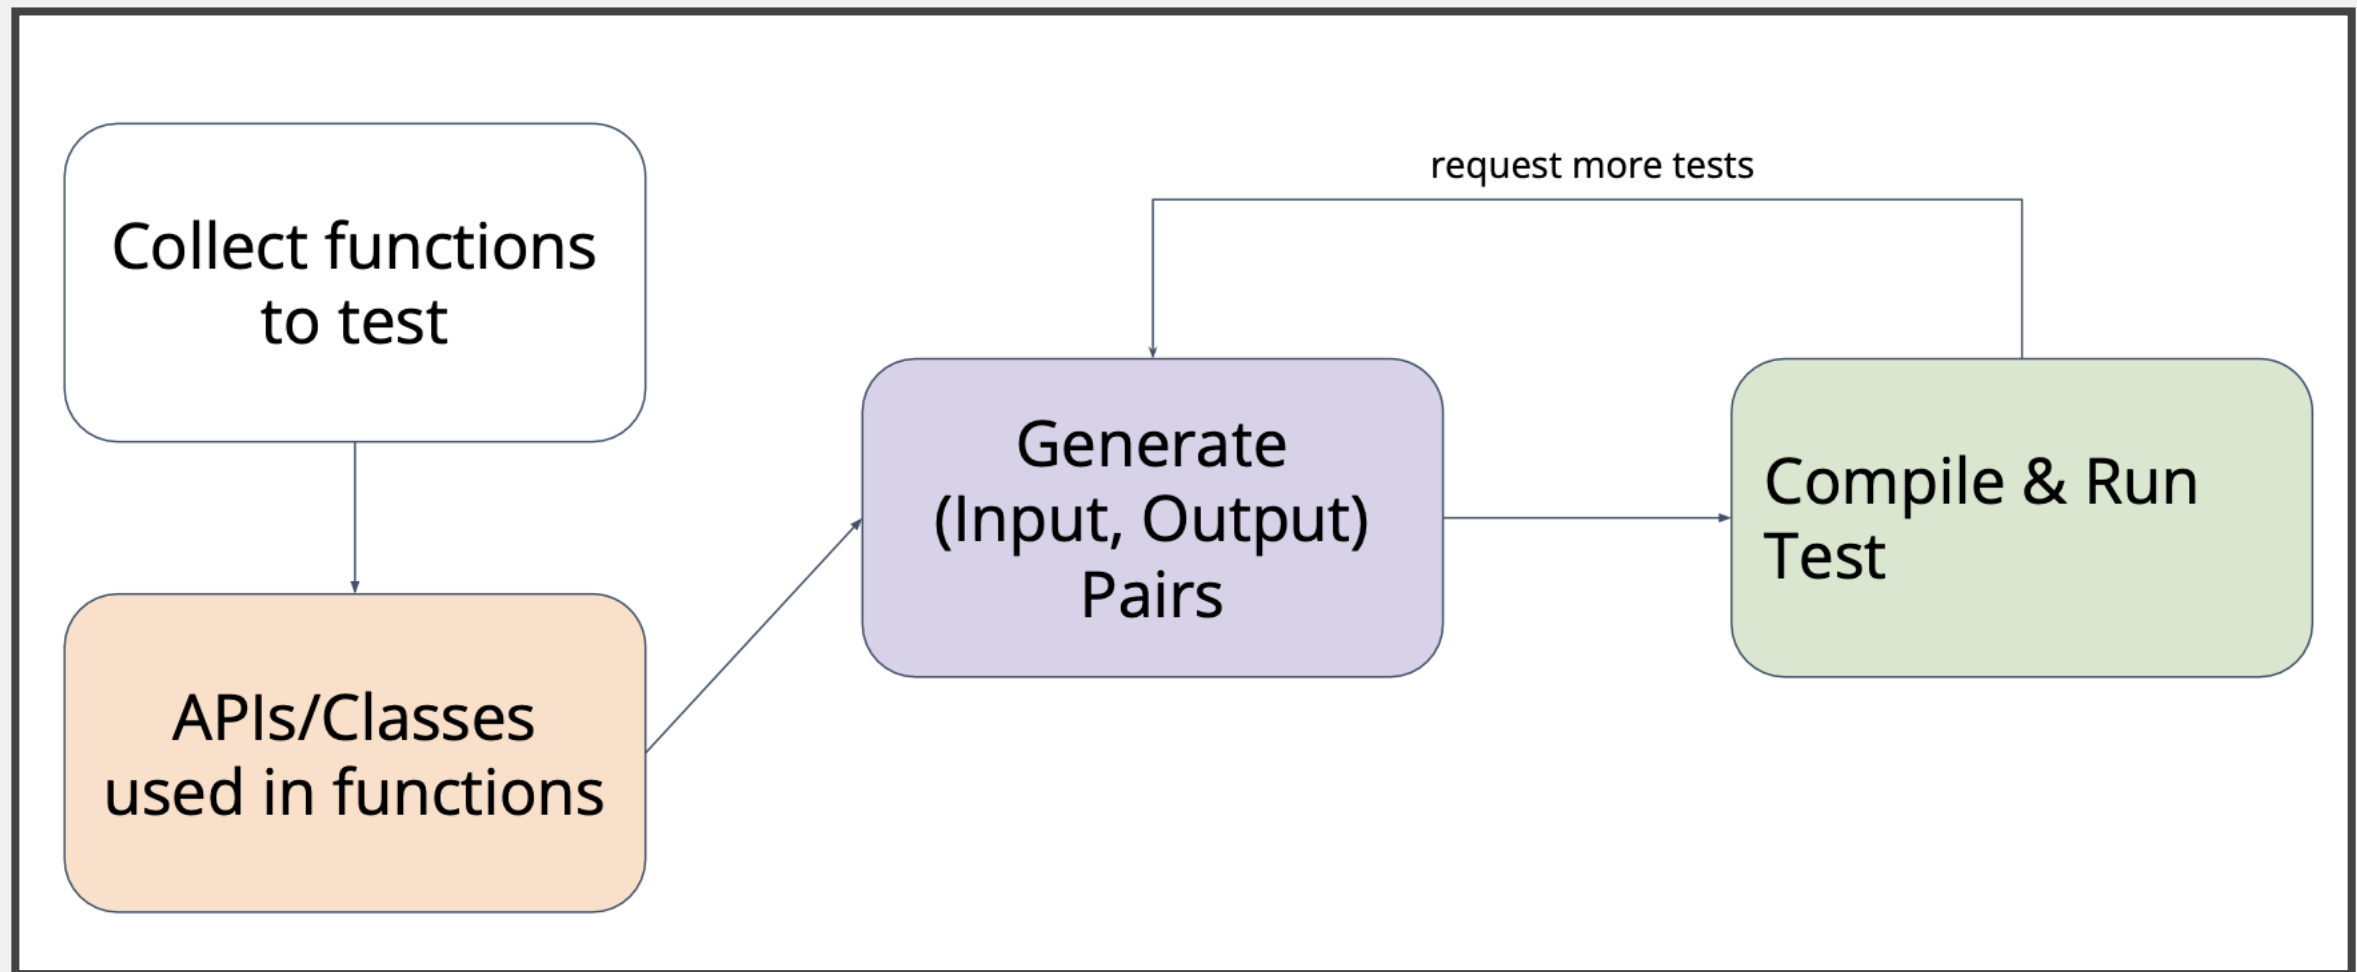 Collect functions
to test
APIs/Classes
used in functions
request more tests
Generate
(Input, Output)
Pairs
Compile & Run
Test